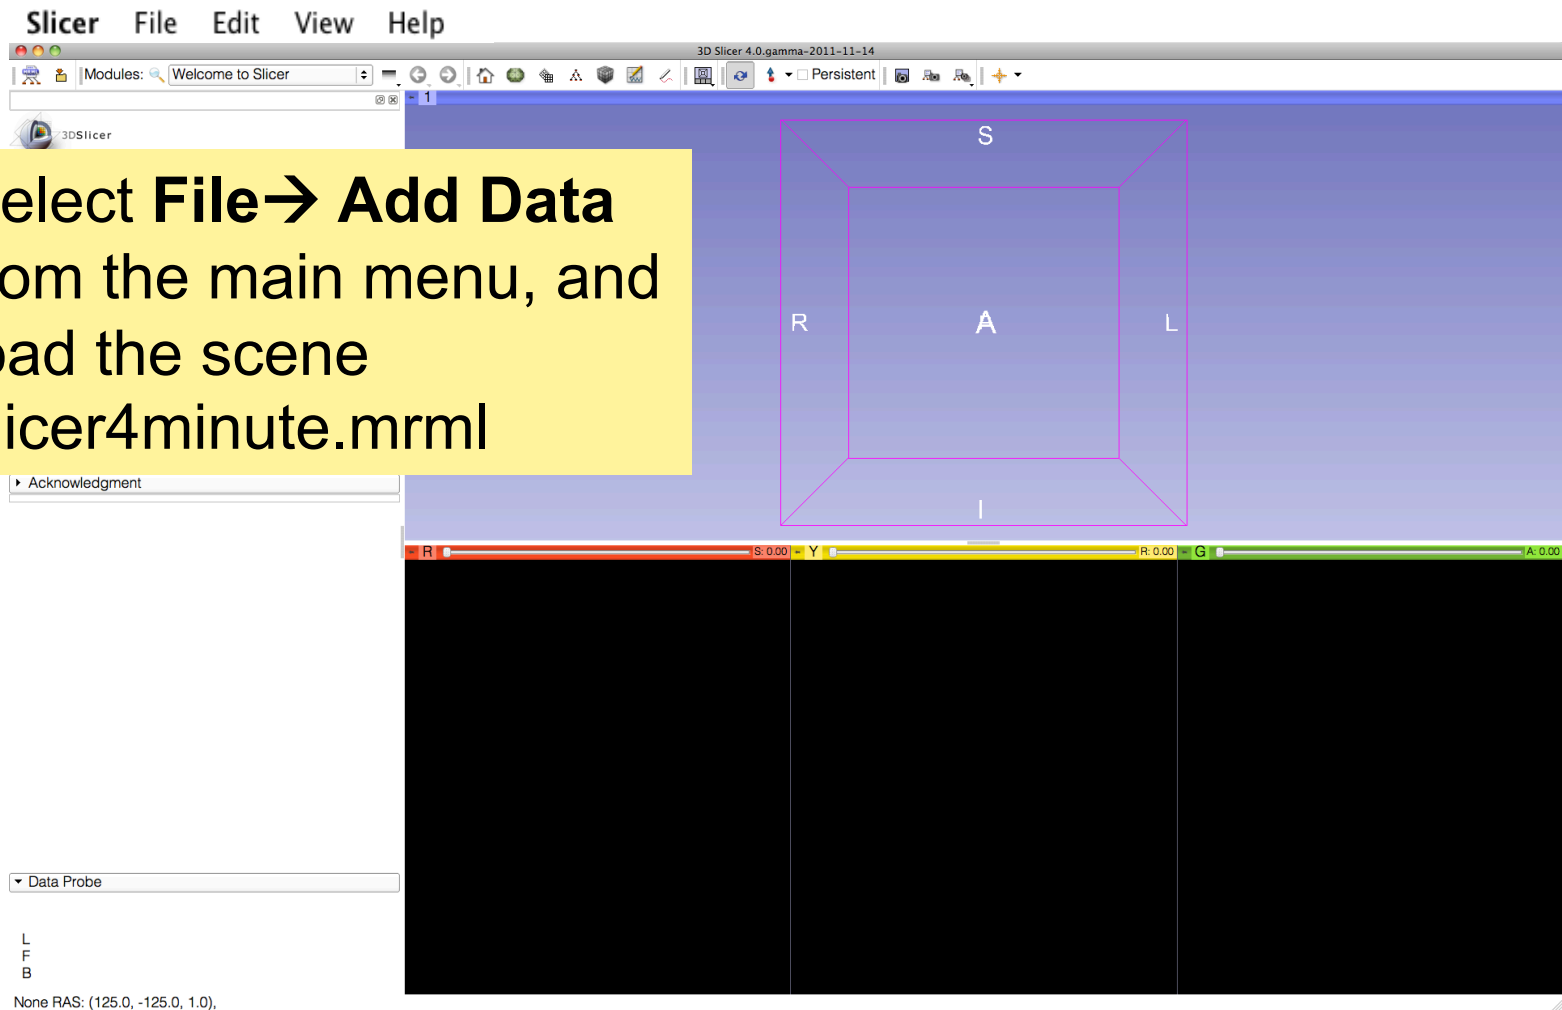 Slicer File Edit View Help
3D Slicer 4.0.gamma-2011-11-14
Modules: Welcome to Slicer Persistent
1
3DSlicer
S
elect File→ Add Data
om the main menu, and
R A L
oad the scene
icer4minute.mrml
Acknowledgment
I
R S: 0.00 Y R: 0.00 G A: 0.00
Data Probe
L
F
B
None RAS: (125.0, -125.0, 1.0),